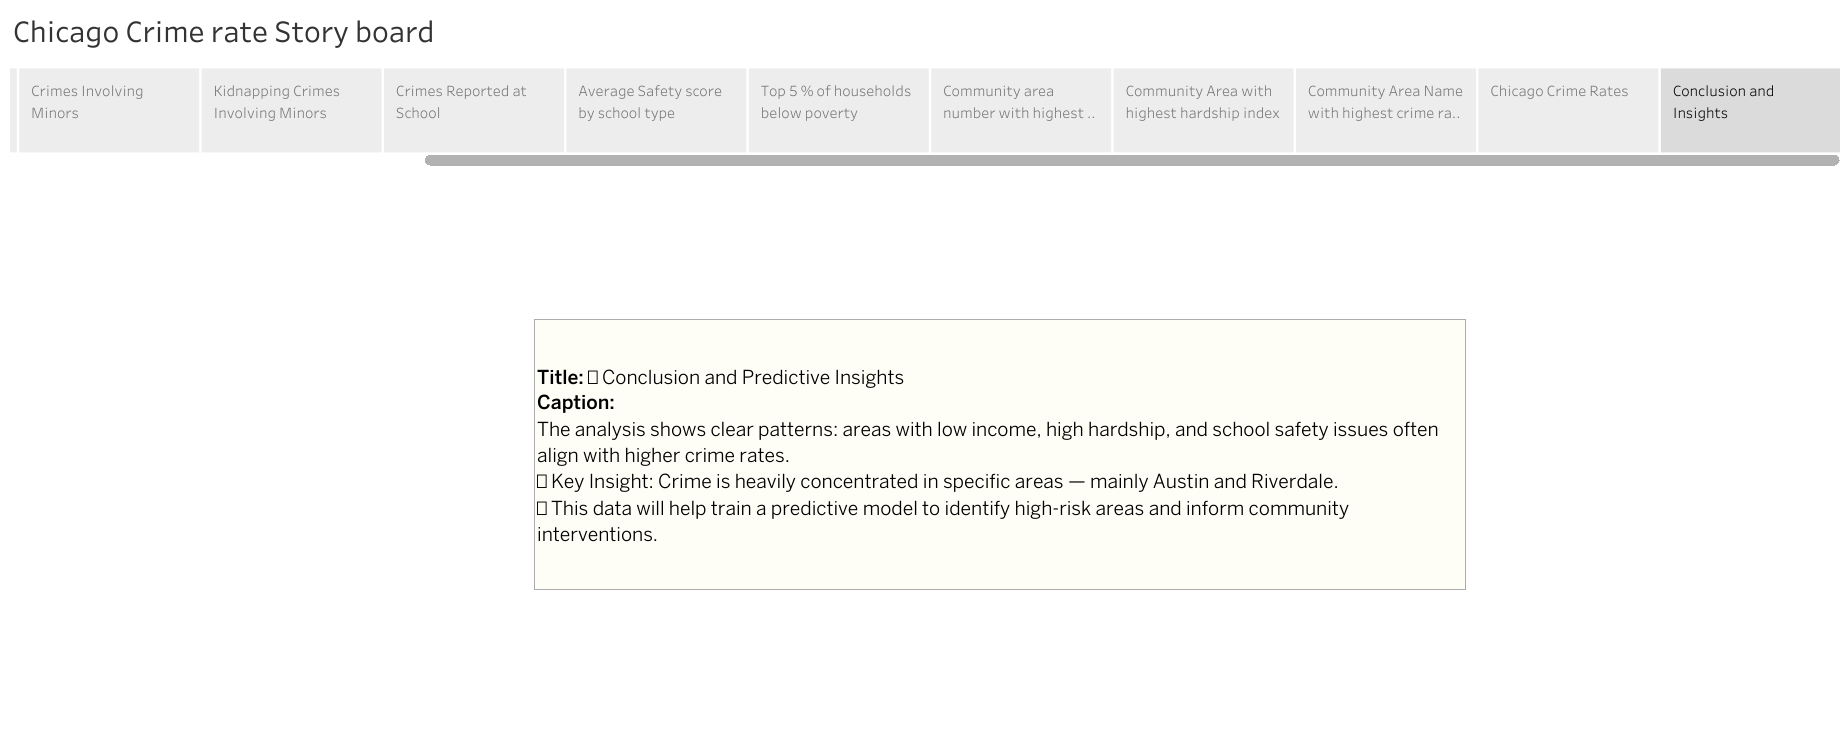 Chicago Crime rate Story board
Crimes Involving
Minors
Kidnapping Crimes
Involving Minors
Crimes Reported at
School
Average Safety score
by school type
Top 5 % of households
below poverty
Community area
number with highest ..
Community Area with
highest hardship index
Community Area Name
with highest crime ra..
Chicago Crime Rates
Conclusion and
Insights
Title: Conclusion and Predictive Insights
Caption:
The analysis shows clear patterns: areas with low income, high hardship, and school safety issues often
align with higher crime rates.
Key Insight: Crime is heavily concentrated in specific areas — mainly Austin and Riverdale.
This data will help train a predictive model to identify high-risk areas and inform community
interventions.